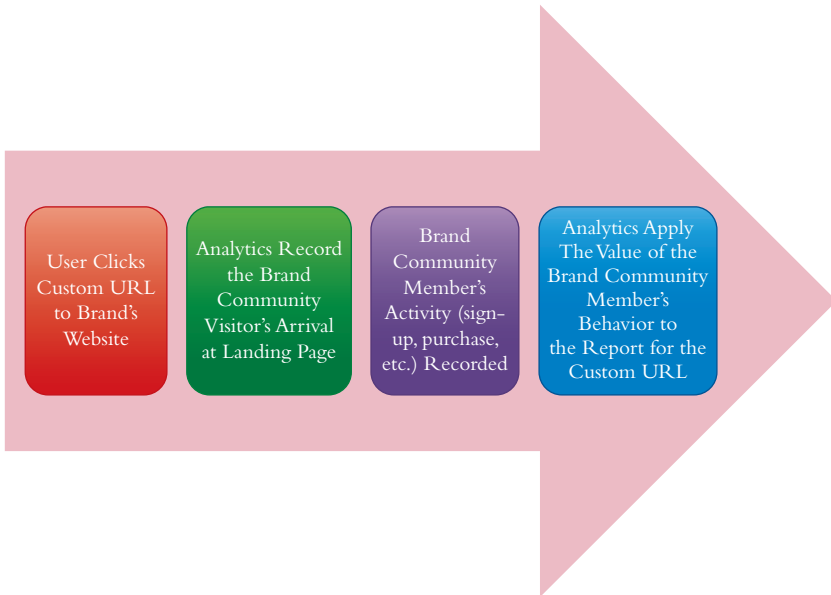 User Clicks
Custom URL
to Brand’s
Website
Analytics Record
the Brand
Community
Visitor’s Arrival
at Landing Page
Brand
Community
Member’s
Activity (sign-
up, purchase,
etc.) Recorded
Analytics Apply
The Value of the
Brand Community
Member’s
Behavior to
the Report for the
Custom URL